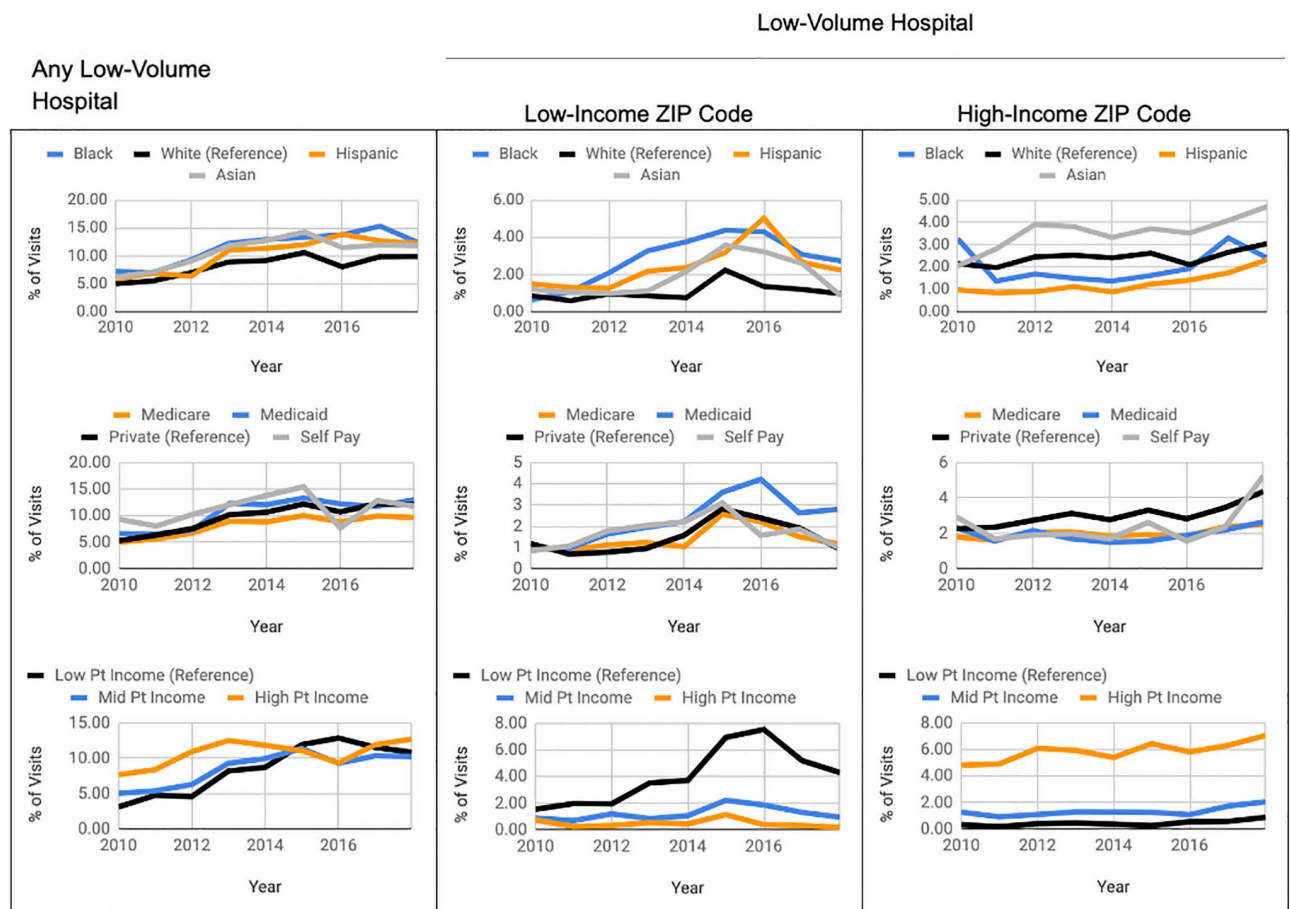 Low-Volume Hospital
Any Low-Volume
Hospital
Low-Income ZIP Code
High-Income ZIP Code
Black White (Reference) Hispanic
Asian
20.00
15.00
10.00
5.00
0.00
% of Visits
2010 2012 2014 2016
Year
Black White (Reference) Hispanic
Asian
6.00
4.00
2.00
0.00
% of Visits
2010 2012 2014 2016
Year
Black White (Reference) Hispanic
Asian
5.00
4.00
3.00
2.00
1.00
0.00
% of Visits
2010 2012 2014 2016
Year
Medicare Medicaid
Private (Reference) Self Pay
20.00
15.00
10.00
5.00
0.00
% of Visits
2010 2012 2014 2016
Year
Medicare Medicaid
Private (Reference) Self Pay
5
4
3
2
1
0
% of Visits
2010 2012 2014 2016
Year
Medicare Medicaid
Private (Reference) Self Pay
6
4
2
0
% of Visits
2010 2012 2014 2016
Year
Low Pt Income (Reference)
Mid Pt Income High Pt Income
15.00
10.00
5.00
0.00
% of Visits
2010 2012 2014 2016
Year
Low Pt Income (Reference)
Mid Pt Income High Pt Income
8.00
6.00
4.00
2.00
0.00
% of Visits
2010 2012 2014 2016
Year
Low Pt Income (Reference)
Mid Pt Income High Pt Income
8.00
6.00
4.00
2.00
0.00
% of Visits
2010 2012 2014 2016
Year